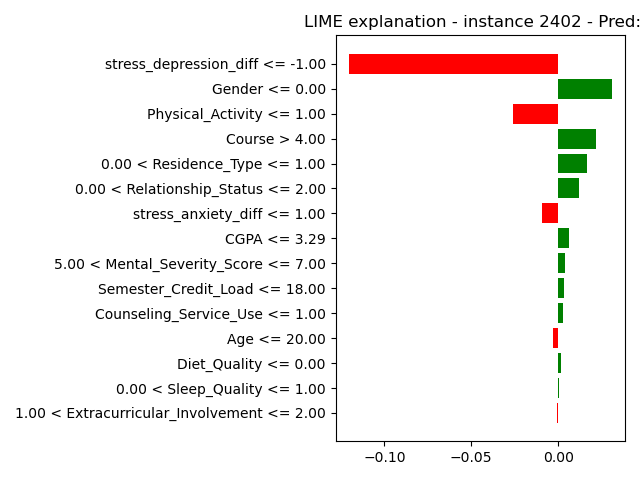 LIME explanation - instance 2402 - Pred:
stress_depression_diff <= -1.00
Gender <= 0.00
Physical_Activity <= 1.00
Course > 4.00
0.00 < Residence_Type <= 1.00
0.00 < Relationship_Status <= 2.00
stress_anxiety_diff <= 1.00
CGPA <= 3.29
5.00 < Mental_Severity_Score <= 7.00
Semester_Credit_Load <= 18.00
Counseling_Service_Use <= 1.00
Age <= 20.00
Diet_Quality <= 0.00
0.00 < Sleep_Quality <= 1.00
1.00 < Extracurricular_Involvement <= 2.00
−0.10 −0.05 0.00